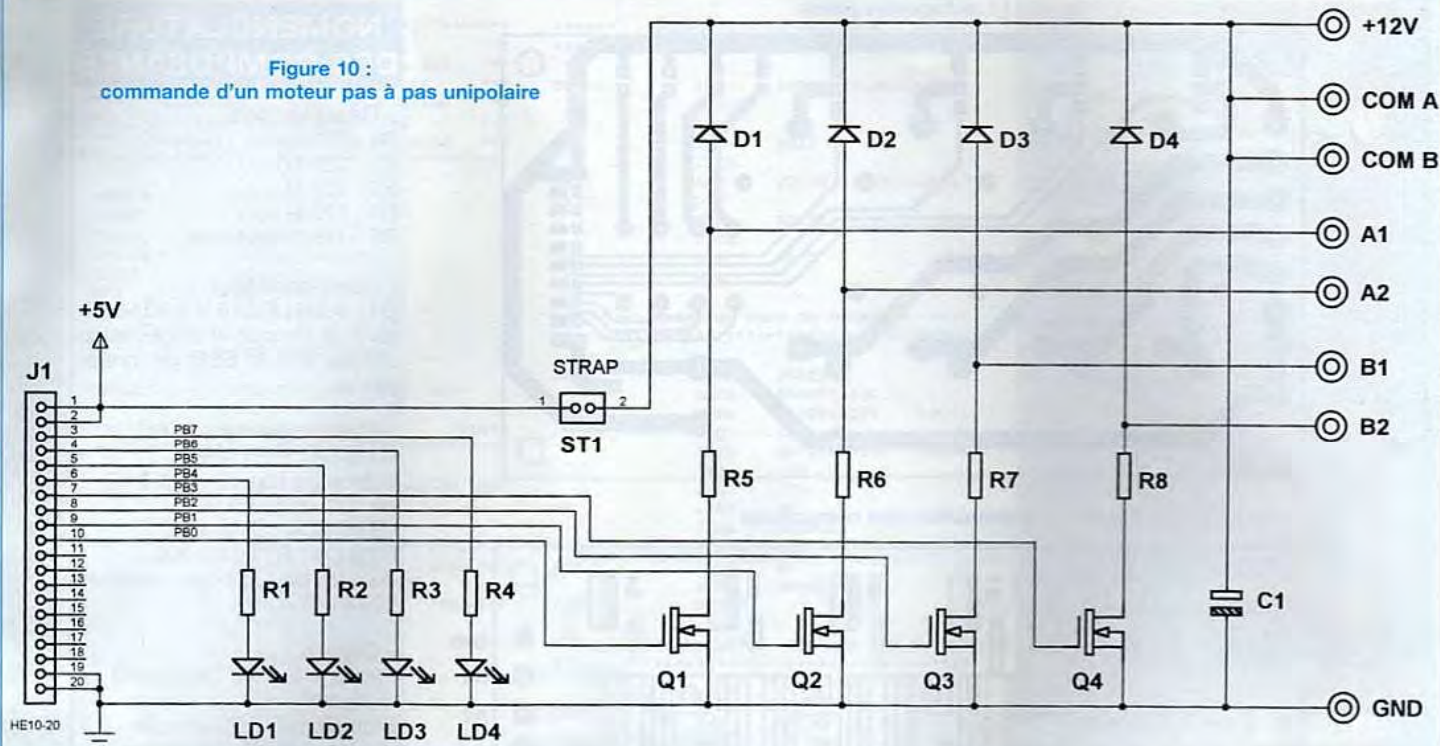 Figure 10 :
commande d'un moteur pas à pas unipolaire
NOMENCLATURE
+12V
COM A
COM B
D1
D2
D3
D4
A1
A2
B1
B2
+5V
J1
STRAP
1
2
ST1
1
2
3
4
5
6
7
8
9
10
11
12
13
14
15
16
17
18
19
20
PB7
PB6
PB5
PB4
PB3
PB2
PB1
PB0
R5
R6
R7
R8
R1
R2
R3
R4
C1
Q1
Q2
Q3
Q4
GND
HE10-20
LD1
LD2
LD3
LD4